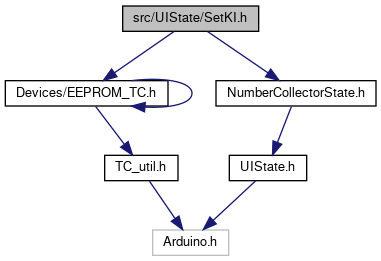 src/UIState/SetKI.h
Devices/EEPROM_TC.h
NumberCollectorState.h
TC_util.h
UIState.h
Arduino.h